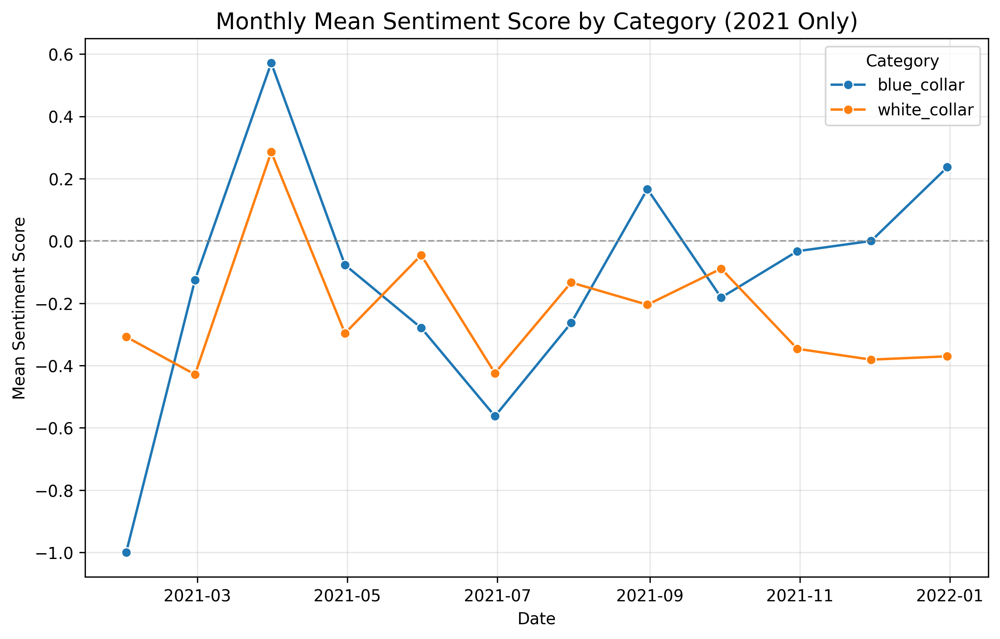 Monthly Mean Sentiment Score by Category (2021 Only)
Category
blue_collar
white_collar
Mean Sentiment Score
0.6
0.4
0.2
0.0
−0.2
−0.4
−0.6
−0.8
−1.0
2021-03
2021-05
2021-07
2021-09
2021-11
2022-01
Date